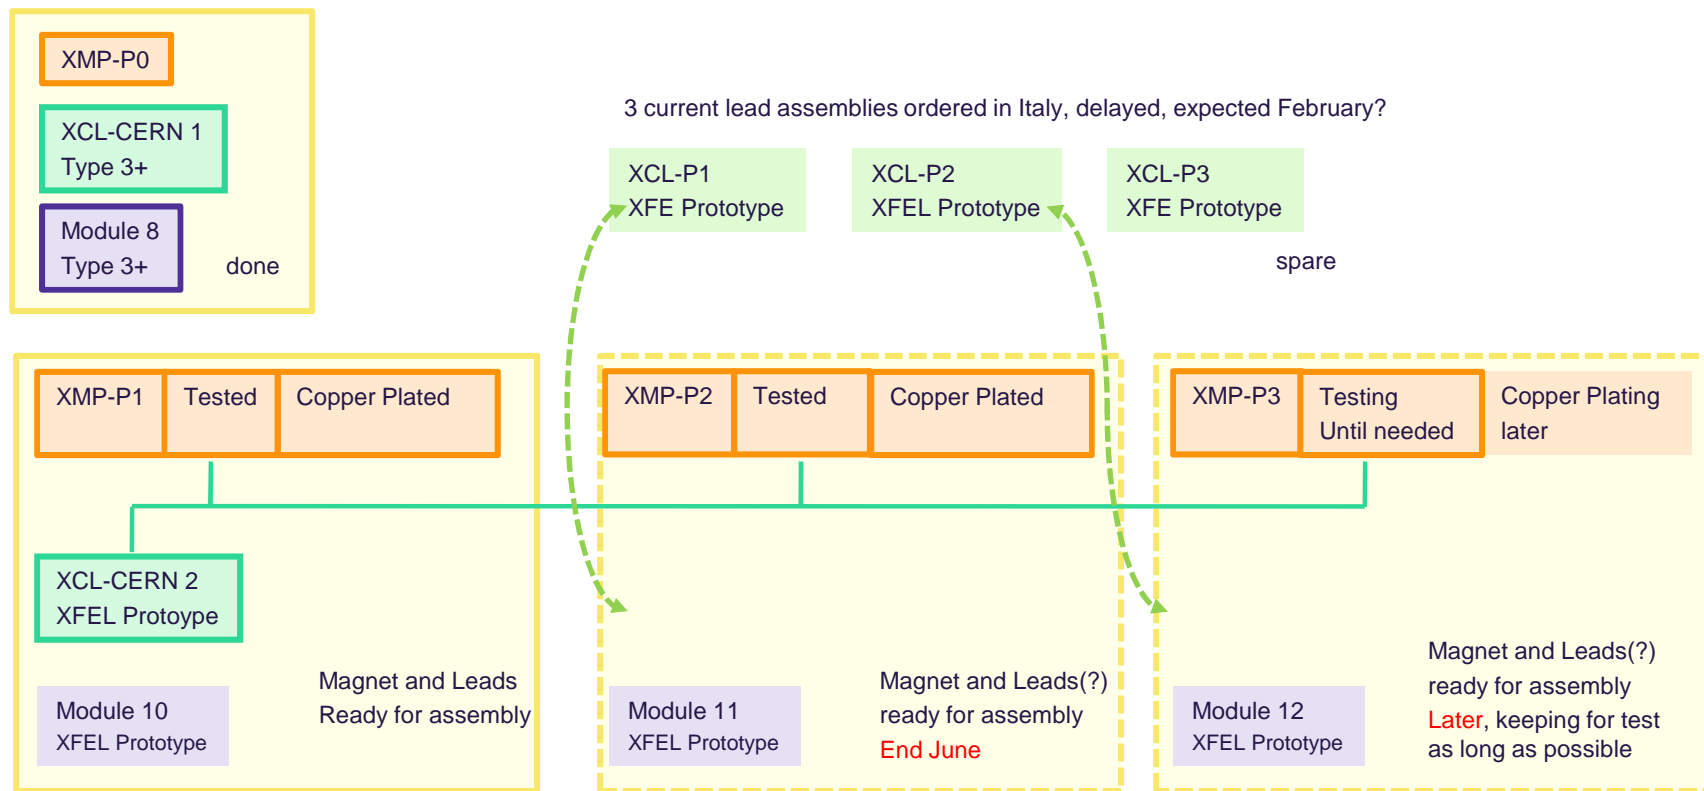 XMP-P0
XCL-CERN 1
Type 3+
Module 8
Type 3+
done
3 current lead assemblies ordered in Italy, delayed, expected February?
XCL-P1
XFE Prototype
XCL-P2
XFEL Prototype
XCL-P3
XFE Prototype
spare
XMP-P1
Tested
Copper Plated
XCL-CERN 2
XFEL Protoype
Module 10
XFEL Prototype
Magnet and Leads
Ready for assembly
XMP-P2
Tested
Copper Plated
Module 11
XFEL Prototype
Magnet and Leads(?)
ready for assembly
End June
XMP-P3
Testing
Until needed
Copper Plating
later
Module 12
XFEL Prototype
Magnet and Leads(?)
ready for assembly
Later, keeping for test
as long as possible